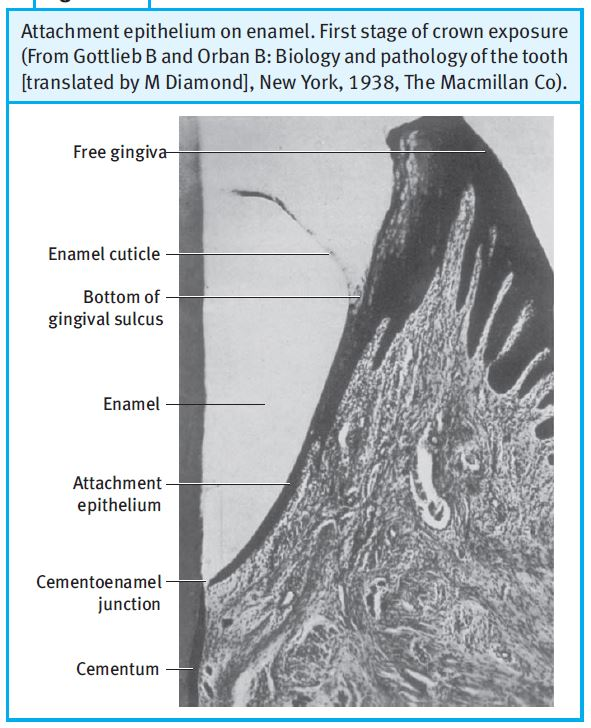 Attachment epithelium on enamel. First stage of crown exposure
(From Gottlieb B and Orban B: Biology and pathology of the tooth
[translated by M Diamond], New York, 1938, The Macmillan Co).
Free gingiva
Enamel cuticle
Bottom of
gingival sulcus
Enamel
Attachment
epithelium
Cementoenamel
junction
Cementum